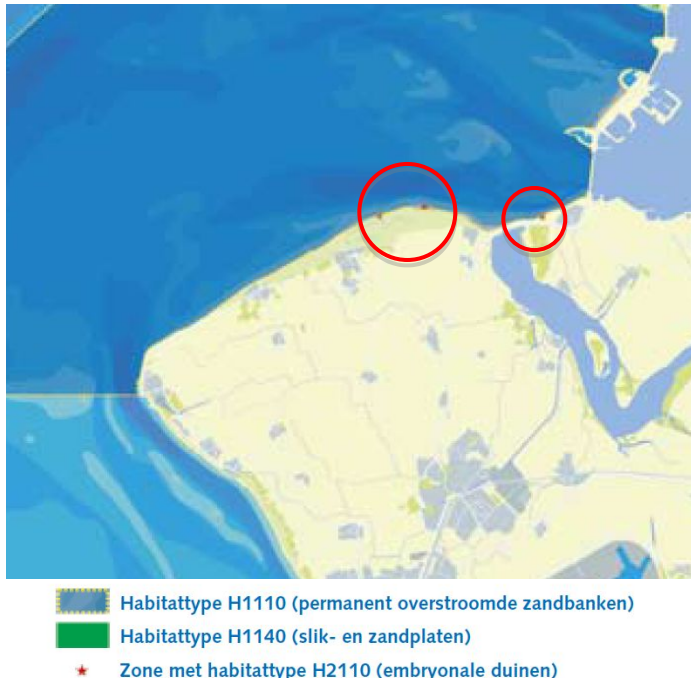 Habitattype H1110 (permanent overstroomde zandbanken)
Habitattype H1140 (slik- en zandplaten)
Zone met habitattype H2110 (embryonale duinen)